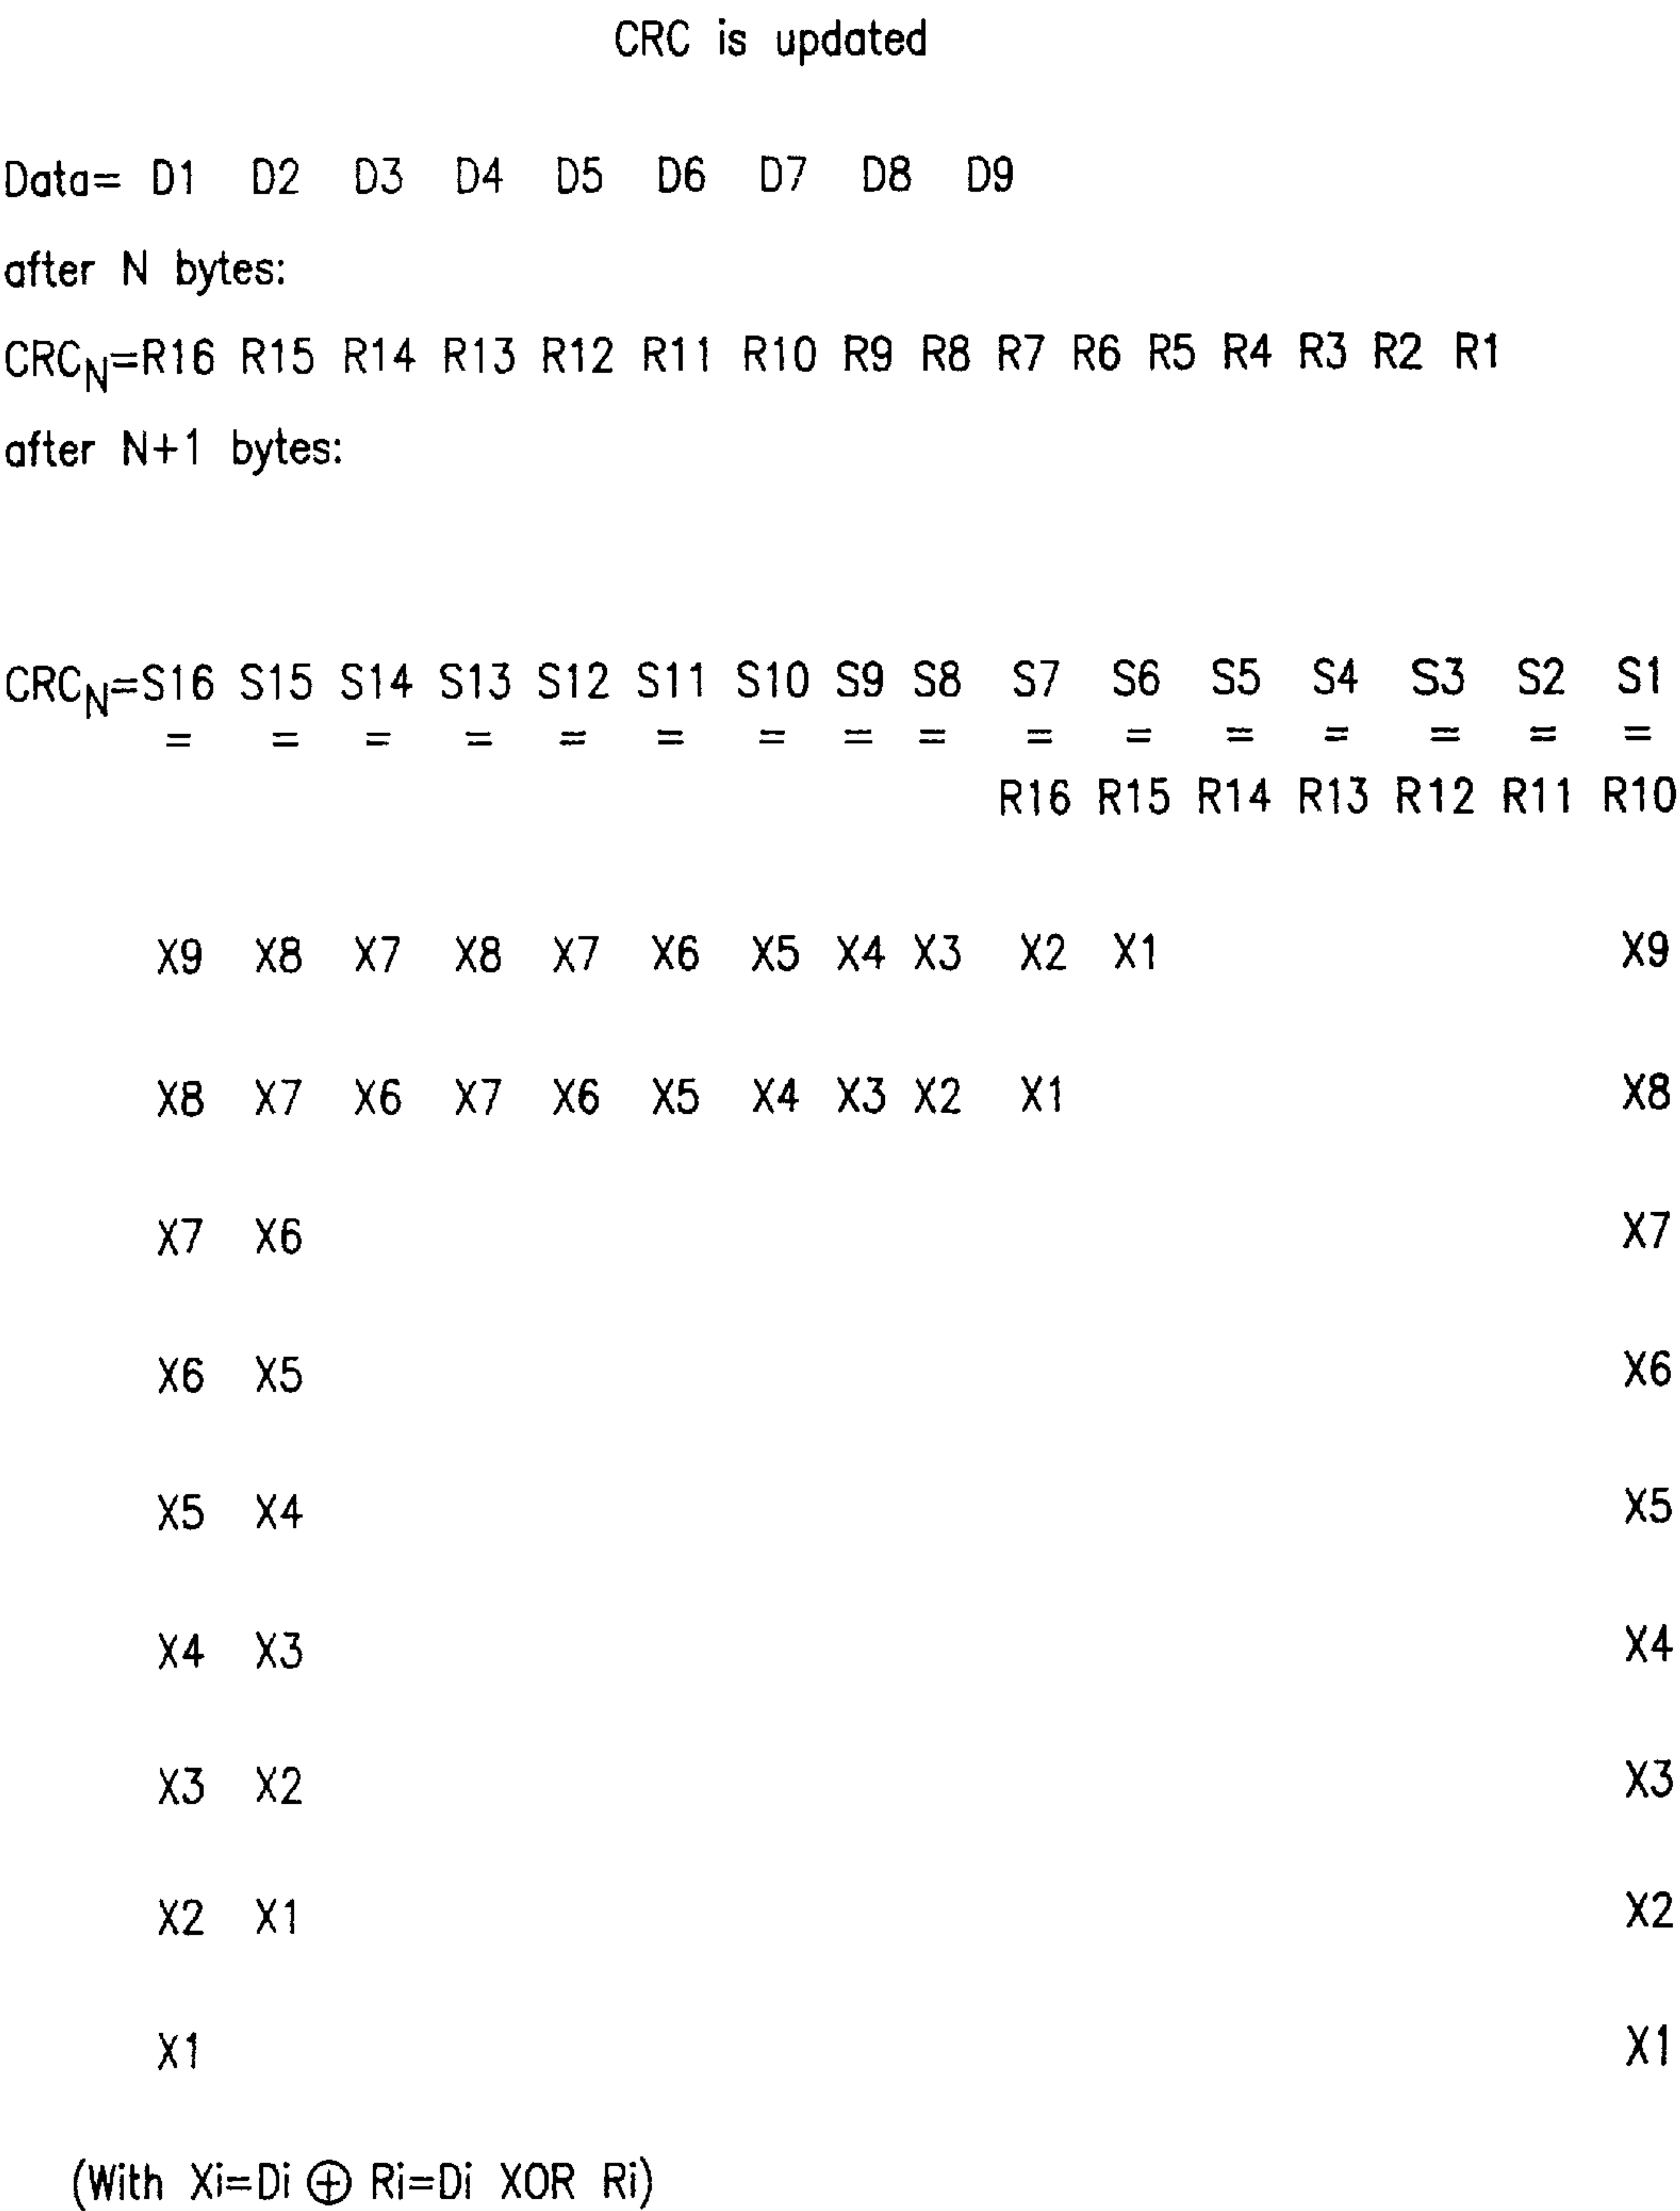 CRC is updated
Data= D1 D2 D3 D4 D5 D6 D7 D8 D9
after N bytes:
CRCN=R16 R15 R14 R13 R12 R11 R10 R9 R8 R7 R6 R5 R4 R3 R2 R1
after N+1 bytes:
CRCN=S16 S15 S14 S13 S12 S11 S10 S9 S8 S7 S6 S5 S4 S3 S2 S1
= = = = = = = = = = = = = = = =
R16 R15 R14 R13 R12 R11 R10
X9 X8 X7 X8 X7 X6 X5 X4 X3 X2 X1 X9
X8 X7 X6 X7 X6 X5 X4 X3 X2 X1 X8
X7 X6 X7
X6 X5 X6
X5 X4 X5
X4 X3 X4
X3 X2 X3
X2 X1 X2
X1 X1
(With Xi=Di ⊕ Ri=Di XOR Ri)